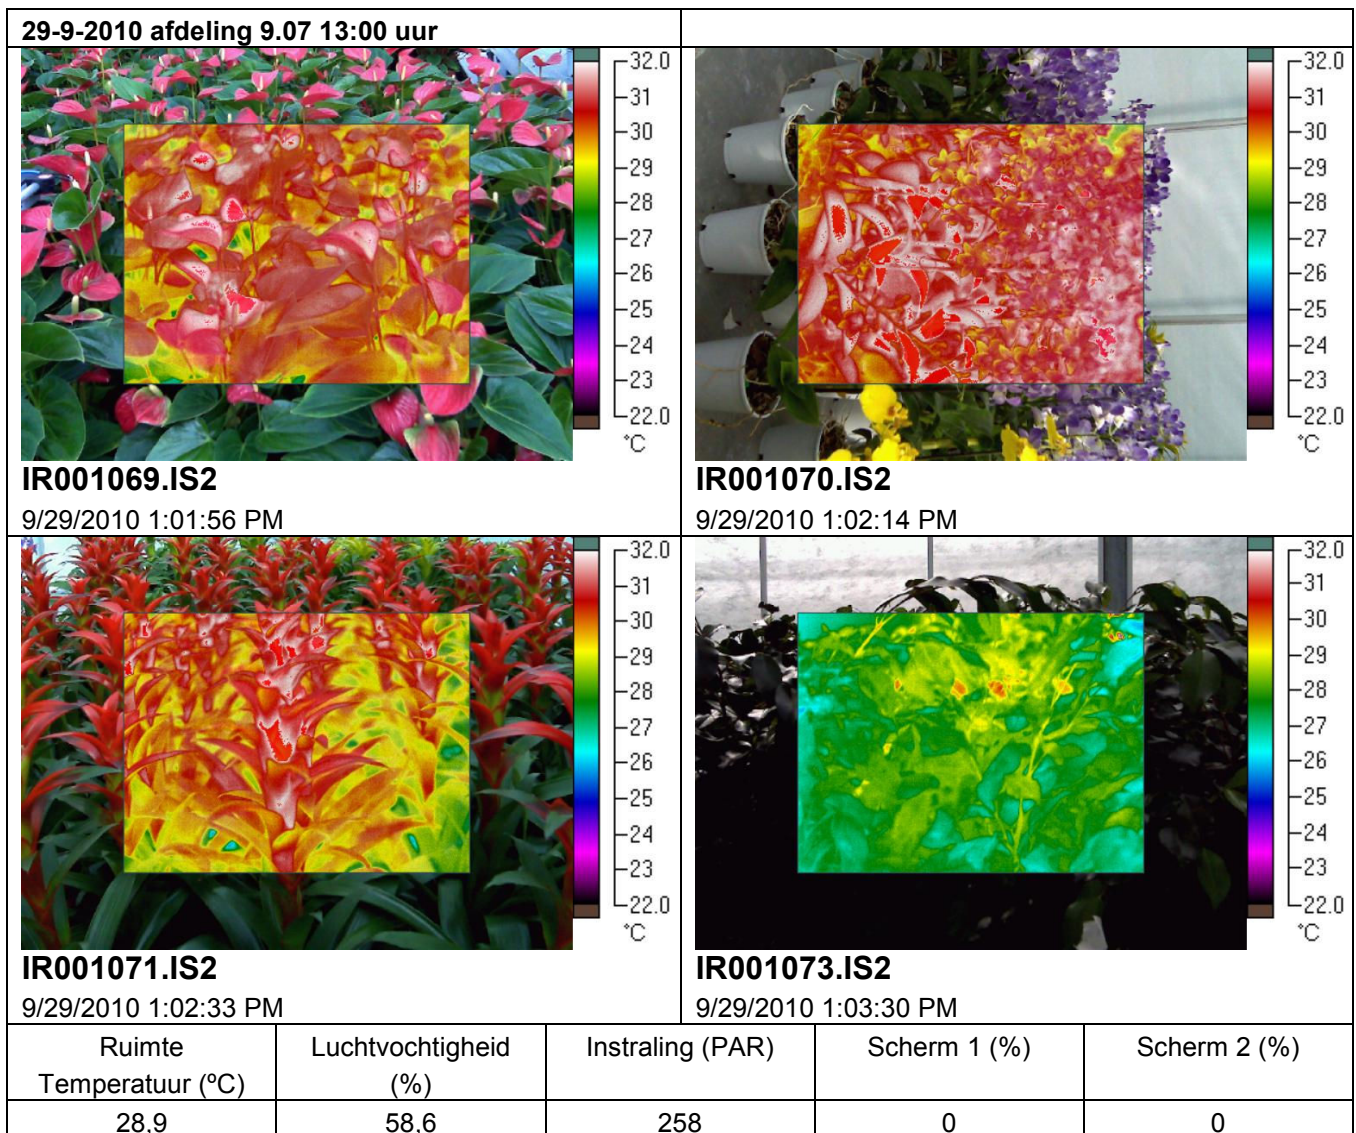 29-9-2010 afdeling 9.07 13:00 uur
32.0
31
30
29
28
27
26
25
24
23
22.0
°C
IR001069.IS2
9/29/2010 1:01:56 PM
32.0
31
30
29
28
27
26
25
24
23
22.0
°C
IR001070.IS2
9/29/2010 1:02:14 PM
32.0
31
30
29
28
27
26
25
24
23
22.0
°C
IR001071.IS2
9/29/2010 1:02:33 PM
32.0
31
30
29
28
27
26
25
24
23
22.0
°C
IR001073.IS2
9/29/2010 1:03:30 PM
Ruimte Luchtvochtigheid Instraling (PAR) Scherm 1 (%) Scherm 2 (%)
Temperatuur (ºC) (%)
28,9 58,6 258 0 0